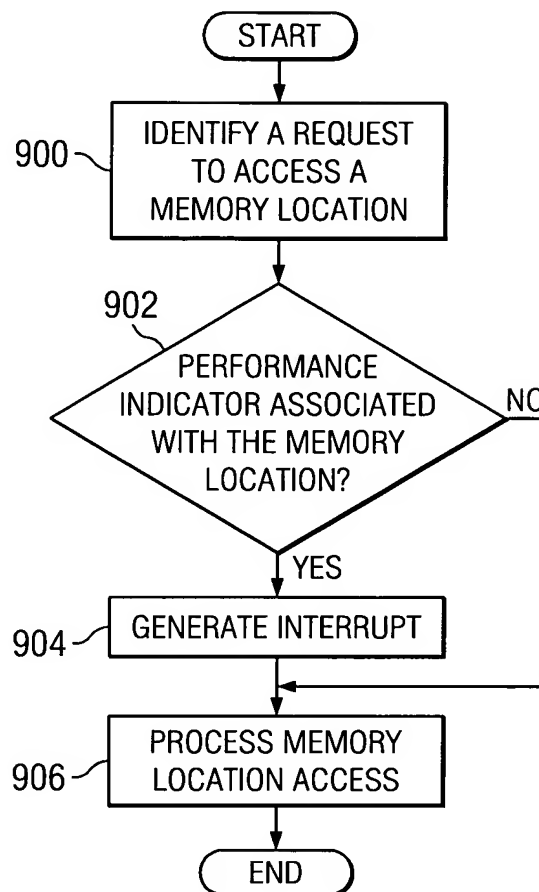 START
900
IDENTIFY A REQUEST
TO ACCESS A
MEMORY LOCATION
902
PERFORMANCE
INDICATOR ASSOCIATED
WITH THE MEMORY
LOCATION?
NO
YES
904
GENERATE INTERRUPT
906
PROCESS MEMORY
LOCATION ACCESS
END